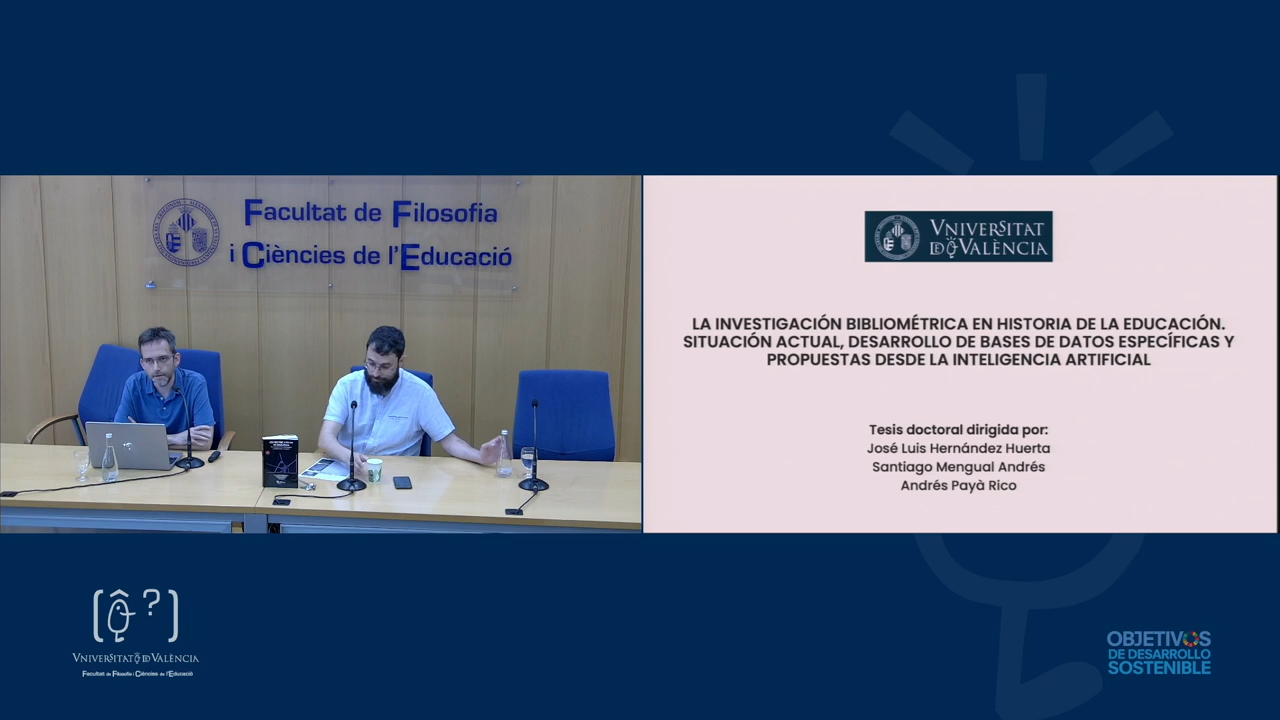 Facultat de Filosofia
i Ciències de l'Educació
VNIVERSITAT
DE VALÈNCIA
LA INVESTIGACIÓN BIBLIOMÉTRICA EN HISTORIA DE LA EDUCACIÓN.
SITUACIÓN ACTUAL, DESARROLLO DE BASES DE DATOS ESPECÍFICAS Y
PROPUESTAS DESDE LA INTELIGENCIA ARTIFICIAL
Tesis doctoral dirigida por:
José Luis Hernández Huerta
Santiago Mengual Andrés
Andrés Payà Rico
[ ?]
VNIVERSITAT DE VALÈNCIA
Facultat de Filosofia i Ciències de l'Educació
OBJETIVOS
DE DESARROLLO
SOSTENIBLE